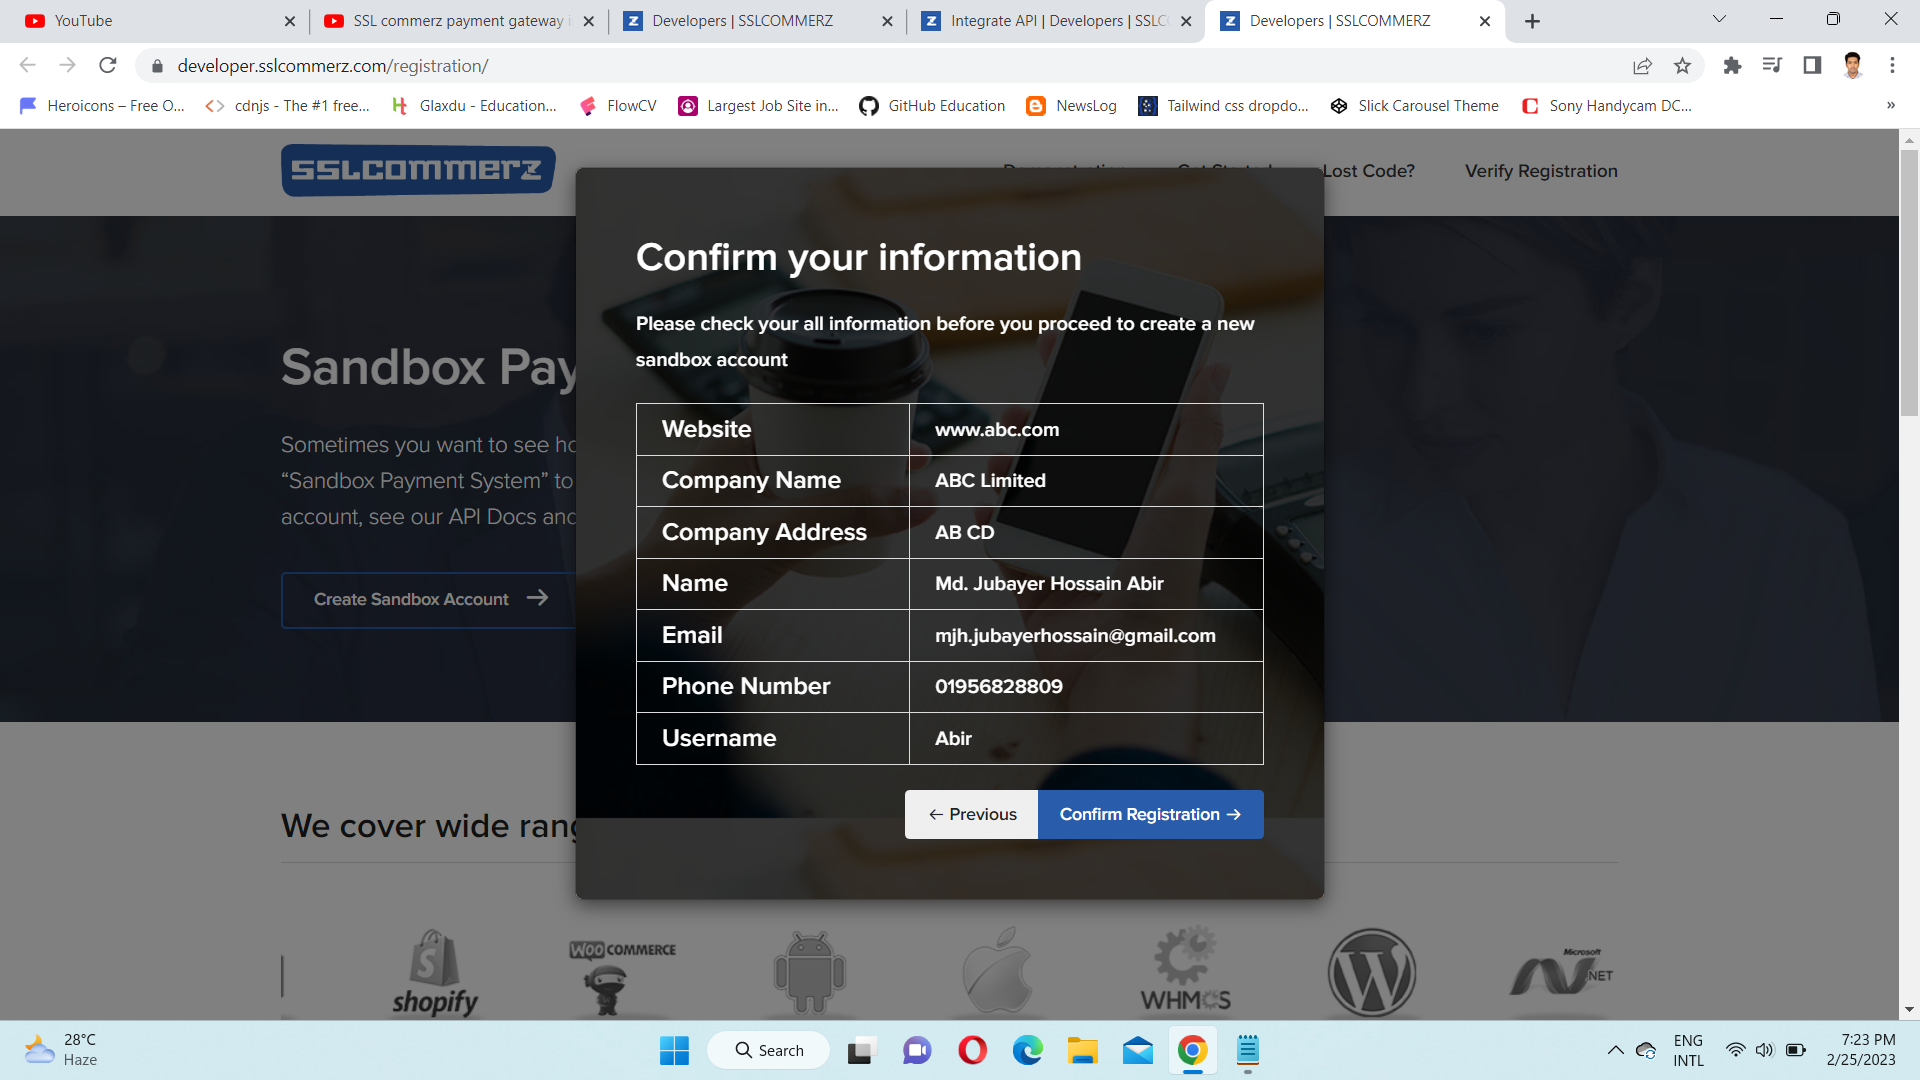 YouTube
SSL commerz payment gateway
Developers | SSLCOMMERZ
Integrate API | Developers | SSLC
Developers | SSLCOMMERZ
developer.sslcommerz.com/registration/
Heroicons – Free O...
cdnjs - The #1 free...
Glaxdu - Education...
FlowCV
Largest Job Site in...
GitHub Education
NewsLog
Tailwind css dropdo...
Slick Carousel Theme
Sony Handycam DC...
»
SSLCOMMERZ
Lost Code?
Verify Registration
Confirm your information
Please check your all information before you proceed to create a new
sandbox account
Website www.abc.com
Company Name ABC Limited
Company Address AB CD
Name Md. Jubayer Hossain Abir
Email mjh.jubayerhossain@gmail.com
Phone Number 01956828809
Username Abir
← Previous
Confirm Registration →
Sandbox Pay
Sometimes you want to see ho
“Sandbox Payment System” to
account, see our API Docs and
Create Sandbox Account →
We cover wide rang
shopify
WOO COMMERCE
WHMCS
Microsoft
.NET
28°C
Haze
Search
ENG
INTL
7:23 PM
2/25/2023